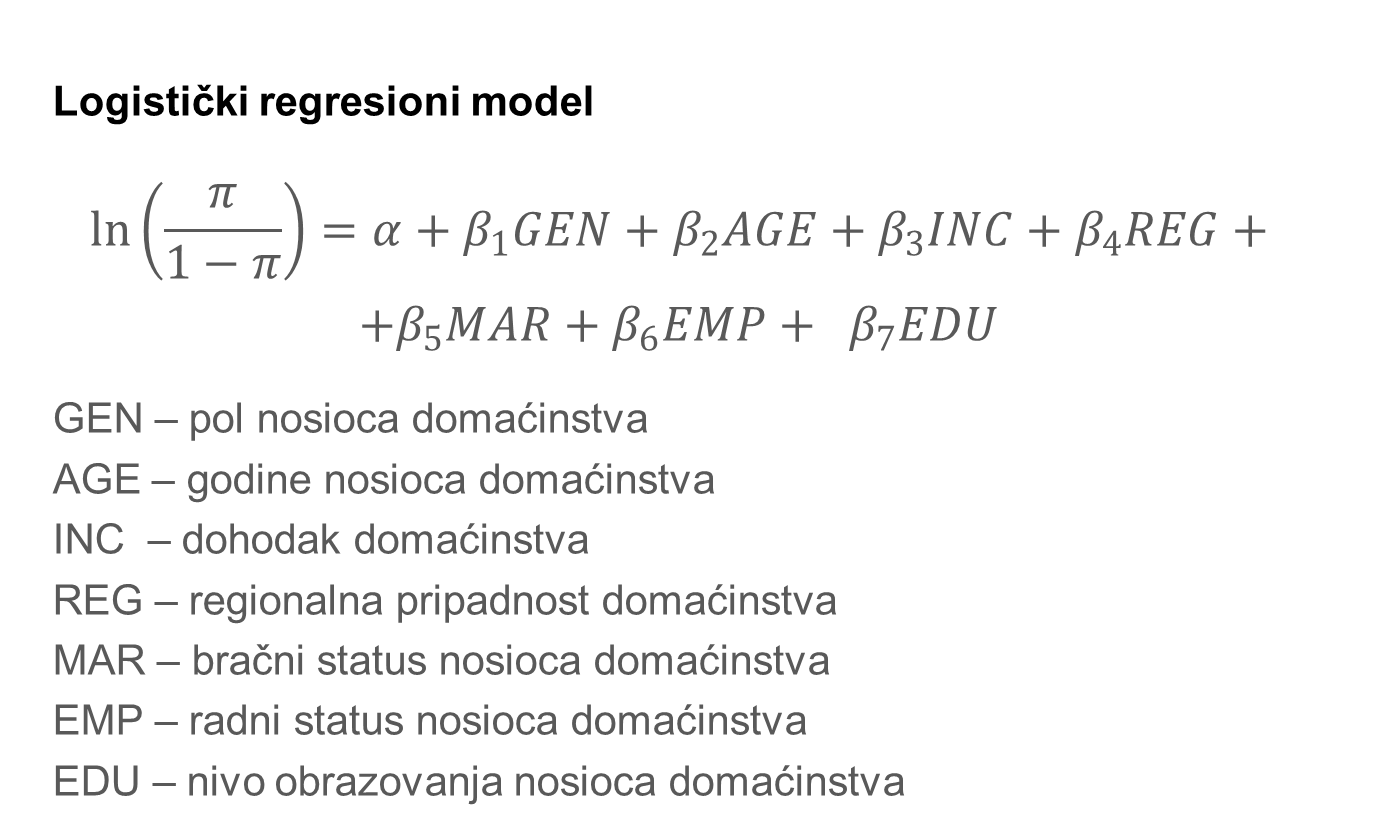 Logistički regresioni model
ln(π/(1 − π)) = α + β₁GEN + β₂AGE + β₃INC + β₄REG +
+β₅MAR + β₆EMP + β₇EDU
GEN – pol nosioca domaćinstva
AGE – godine nosioca domaćinstva
INC – dohodak domaćinstva
REG – regionalna pripadnost domaćinstva
MAR – bračni status nosioca domaćinstva
EMP – radni status nosioca domaćinstva
EDU – nivo obrazovanja nosioca domaćinstva